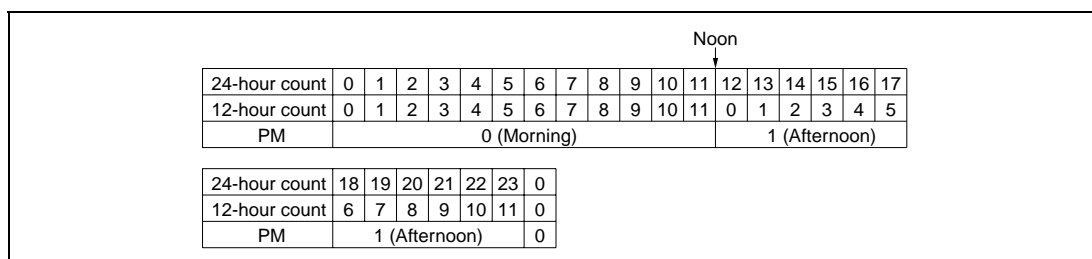 Noon
24-hour count 0 1 2 3 4 5 6 7 8 9 10 11 12 13 14 15 16 17
12-hour count 0 1 2 3 4 5 6 7 8 9 10 11 0 1 2 3 4 5
PM 0 (Morning) 1 (Afternoon)
24-hour count 18 19 20 21 22 23 0
12-hour count 6 7 8 9 10 11 0
PM 1 (Afternoon) 0